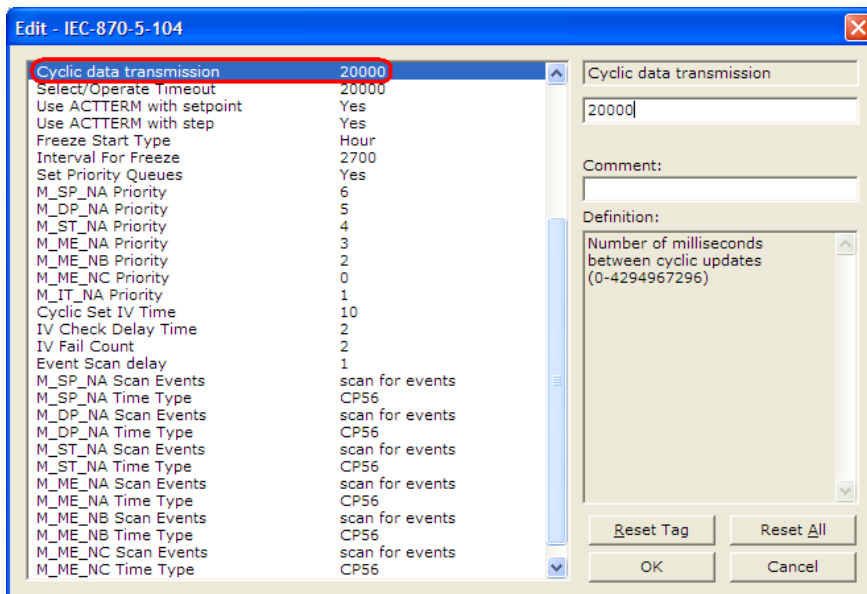 Edit - IEC-870-5-104
Cyclic data transmission 20000
Select/Operate Timeout 20000
Use ACTTERM with setpoint Yes
Use ACTTERM with step Yes
Freeze Start Type Hour
Interval For Freeze 2700
Set Priority Queues Yes
M_SP_NA Priority 6
M_DP_NA Priority 5
M_ST_NA Priority 4
M_ME_NA Priority 3
M_ME_NB Priority 2
M_ME_NC Priority 0
M_IT_NA Priority 1
Cyclic Set IV Time 10
IV Check Delay Time 2
IV Fail Count 2
Event Scan delay 1
M_SP_NA Scan Events scan for events
M_SP_NA Time Type CP56
M_DP_NA Scan Events scan for events
M_DP_NA Time Type CP56
M_ST_NA Scan Events scan for events
M_ST_NA Time Type CP56
M_ME_NA Scan Events scan for events
M_ME_NA Time Type CP56
M_ME_NB Scan Events scan for events
M_ME_NB Time Type CP56
M_ME_NC Scan Events scan for events
M_ME_NC Time Type CP56
Cyclic data transmission
20000
Comment:
Definition:
Number of milliseconds
between cyclic updates
(0-4294967296)
Reset Tag Reset All
OK Cancel